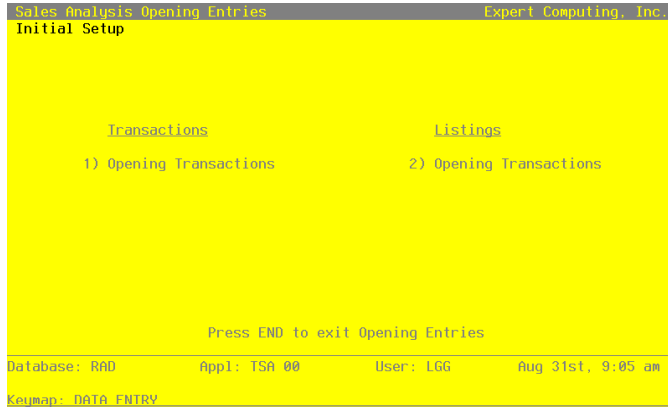 Sales Analysis Opening Entries Expert Computing, Inc.
Initial Setup
Transactions Listings
1) Opening Transactions 2) Opening Transactions
Press END to exit Opening Entries
Database: RAD Appl: TSA 00 User: LGG Aug 31st, 9:05 am
Keymap: DATA ENTRY